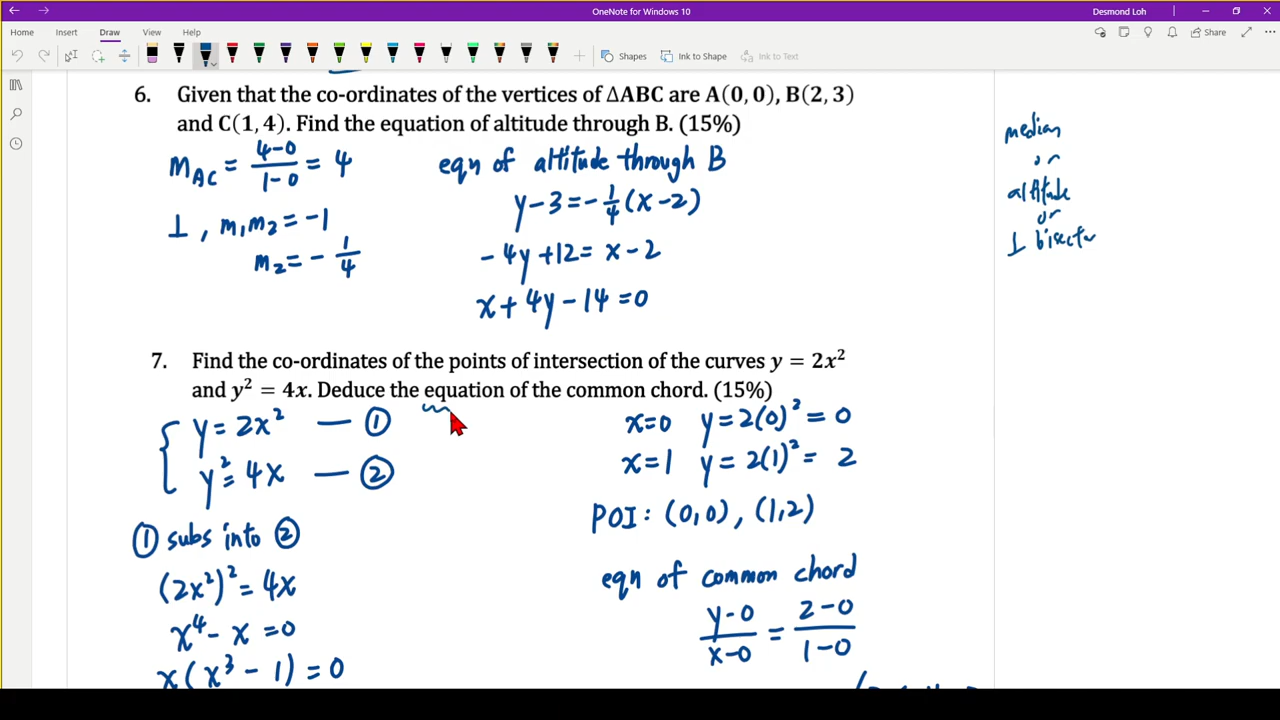 OneNote for Windows 10
Desmond Loh
Home Insert Draw View Help
Share
Shapes Ink to Shape Ink to Text
6. Given that the co-ordinates of the vertices of ΔABC are A(0, 0), B(2, 3)
and C(1, 4). Find the equation of altitude through B. (15%)
m_AC = (4-0)/(1-0) = 4
⊥, m₁m₂ = -1
m₂ = -1/4
eqn of altitude through B
y-3 = -1/4(x-2)
-4y+12 = x-2
x+4y-14=0
median
or
altitude
or
7. Find the co-ordinates of the points of intersection of the curves y = 2x²
and y² = 4x. Deduce the equation of the common chord. (15%)
y = 2x² — ①
y² = 4x — ②
① subs into ②
(2x²)² = 4x
x⁴ - x = 0
x(x³ - 1) = 0
x=0 y=2(0)² = 0
x=1 y=2(1)² = 2
POI: (0,0), (1,2)
eqn of common chord
(y-0)/(x-0) = (2-0)/(1-0)